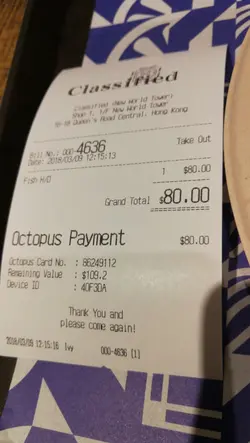 Classified
Classified (New World Tower)
Shop 1, 1/F New World Tower
16-18 Queen's Road Central, Hong Kong
Bill No.: 000-4636
Take Out
Date: 2018/03/09 12:15:13
Fish H/O 1 $80.00
Grand Total $80.00
Octopus Payment $80.00
Octopus Card No. : 86249112
Remaining Value : $109.2
Device ID : 40F3DA
Thank You and
please come again!
2018/03/09 12:15:16 Ivy 000-4636 [1]